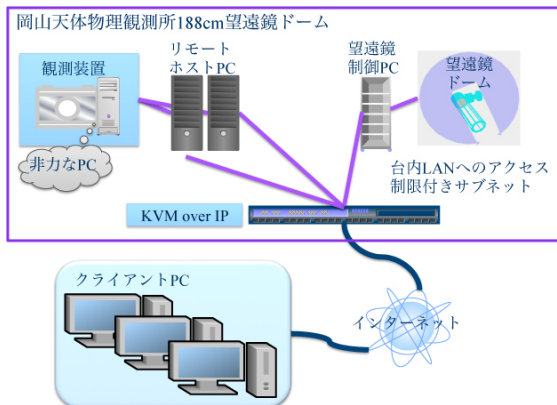 岡山天体物理観測所188cm望遠鏡ドーム
リモート
ホストPC
望遠鏡
制御PC
観測装置
望遠鏡
ドーム
非力なPC
台内LANへのアクセス
制限付きサブネット
KVM over IP
クライアントPC
インターネット